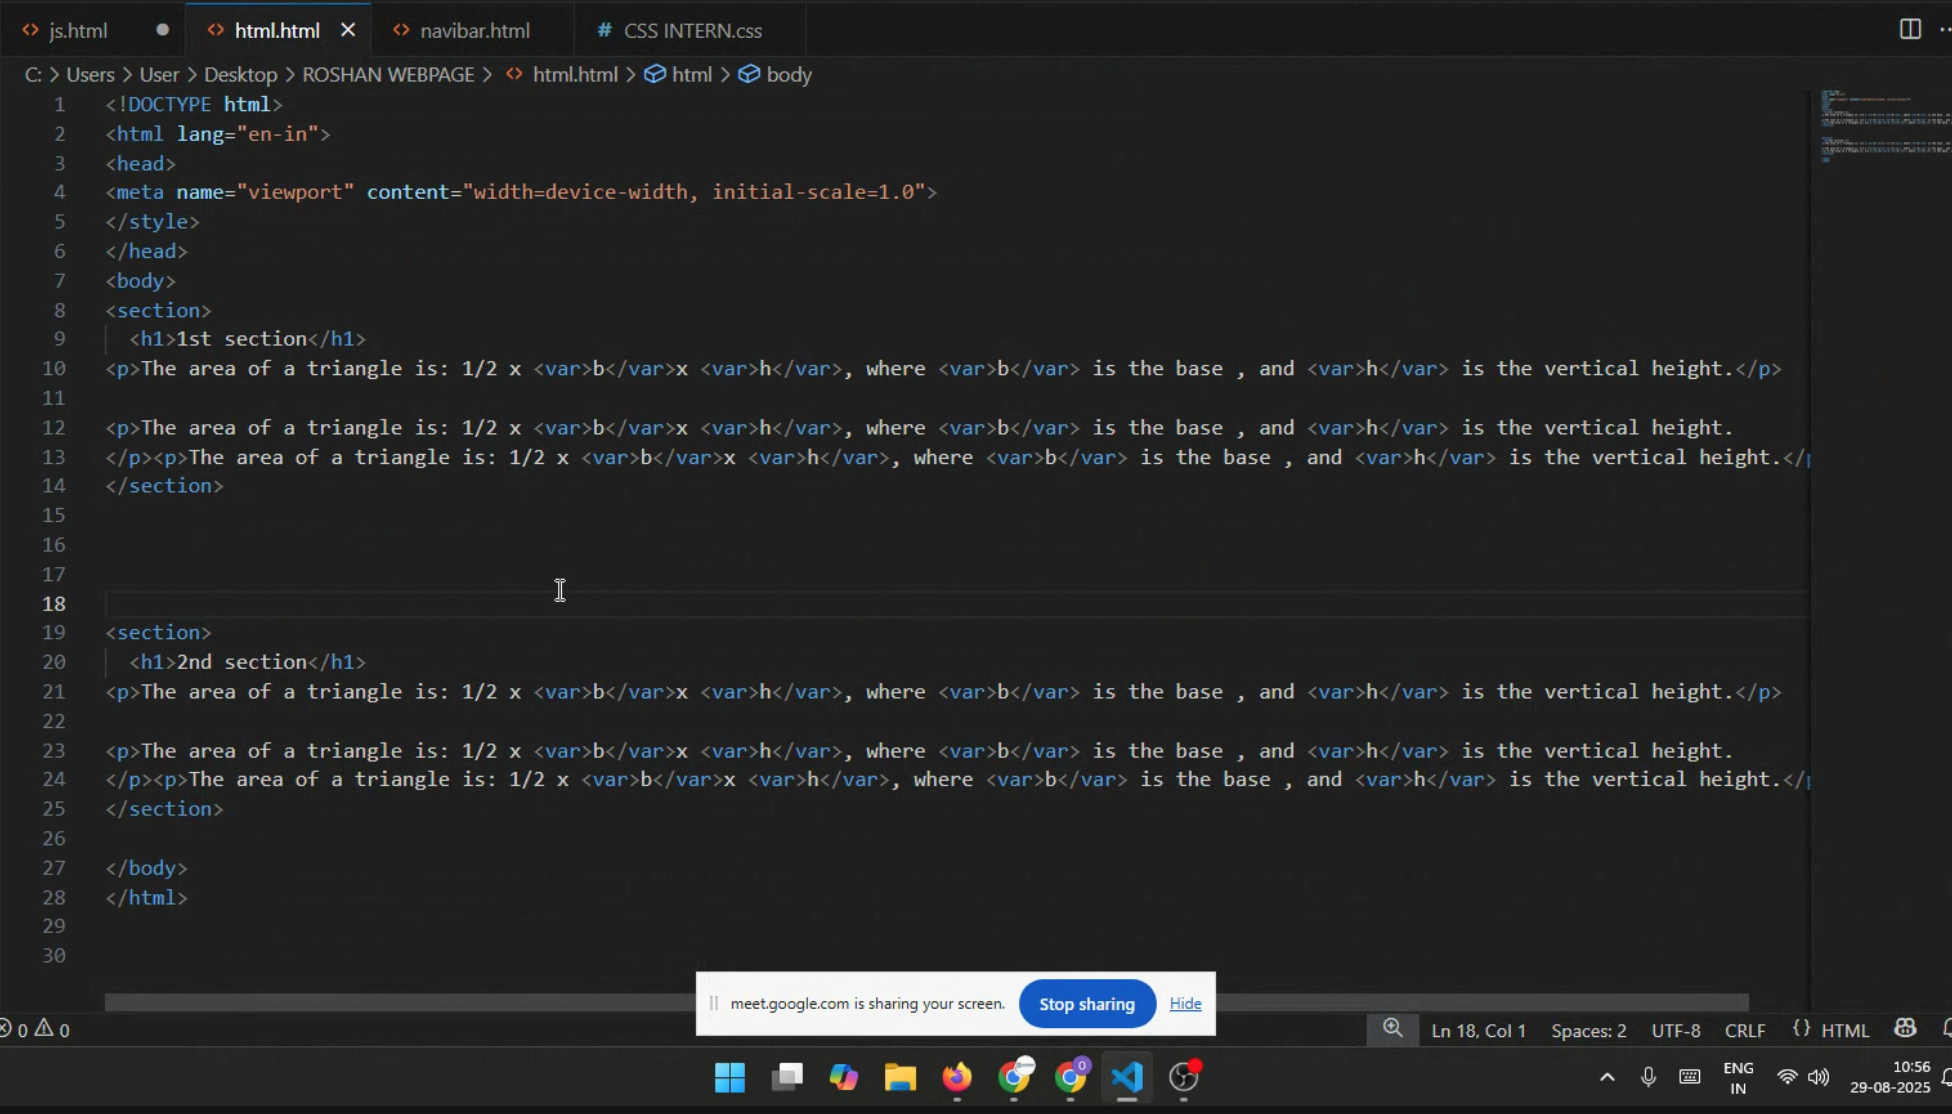 js.html html.html navibar.html # CSS INTERN.css
C: > Users > User > Desktop > ROSHAN WEBPAGE > html.html > html > body
1 <!DOCTYPE html>
2 <html lang="en-in">
3 <head>
4 <meta name="viewport" content="width=device-width, initial-scale=1.0">
5 </style>
6 </head>
7 <body>
8 <section>
9 <h1>1st section</h1>
10 <p>The area of a triangle is: 1/2 x <var>b</var>x <var>h</var>, where <var>b</var> is the base , and <var>h</var> is the vertical height.</p>
11
12 <p>The area of a triangle is: 1/2 x <var>b</var>x <var>h</var>, where <var>b</var> is the base , and <var>h</var> is the vertical height.
13 </p><p>The area of a triangle is: 1/2 x <var>b</var>x <var>h</var>, where <var>b</var> is the base , and <var>h</var> is the vertical height.</p
14 </section>
15
16
17
18
19 <section>
20 <h1>2nd section</h1>
21 <p>The area of a triangle is: 1/2 x <var>b</var>x <var>h</var>, where <var>b</var> is the base , and <var>h</var> is the vertical height.</p>
22
23 <p>The area of a triangle is: 1/2 x <var>b</var>x <var>h</var>, where <var>b</var> is the base , and <var>h</var> is the vertical height.
24 </p><p>The area of a triangle is: 1/2 x <var>b</var>x <var>h</var>, where <var>b</var> is the base , and <var>h</var> is the vertical height.</p
25 </section>
26
27 </body>
28 </html>
29
30
meet.google.com is sharing your screen. Stop sharing Hide
0 0 Ln 18, Col 1 Spaces: 2 UTF-8 CRLF {} HTML
ENG 10:56
IN 29-08-2025